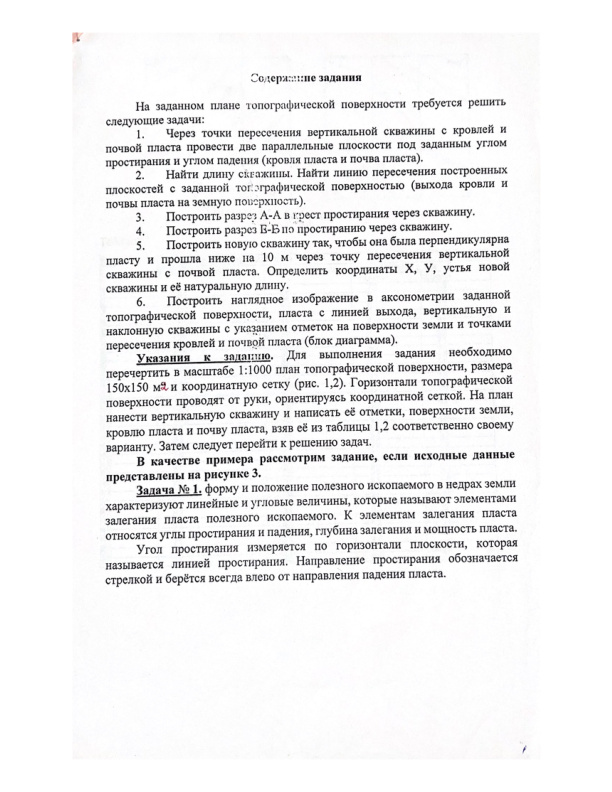 Содержание задания
На заданном плане топографической поверхности требуется решить
следующие задачи:
1. Через точки пересечения вертикальной скважины с кровлей и
почвой пласта провести две параллельные плоскости под заданным углом
простирания и углом падения (кровля пласта и почва пласта).
2. Найти длину скважины. Найти линию пересечения построенных
плоскостей с заданной топографической поверхностью (выхода кровли и
почвы пласта на земную поверхность).
3. Построить разрез А-А в крест простирания через скважину.
4. Построить разрез Б-Б по простиранию через скважину.
5. Построить новую скважину так, чтобы она была перпендикулярна
пласту и прошла ниже на 10 м через точку пересечения вертикальной
скважины с почвой пласта. Определить координаты X, У, устья новой
скважины и её натуральную длину.
6. Построить наглядное изображение в аксонометрии заданной
топографической поверхности, пласта с линией выхода, вертикальную и
наклонную скважины с указанием отметок на поверхности земли и точками
пересечения кровлей и почвой пласта (блок диаграмма).
Указания к заданию. Для выполнения задания необходимо
перечертить в масштабе 1:1000 план топографической поверхности, размера
150х150 м2 и координатную сетку (рис. 1,2). Горизонтали топографической
поверхности проводят от руки, ориентируясь координатной сеткой. На план
нанести вертикальную скважину и написать её отметки, поверхности земли,
кровлю пласта и почву пласта, взяв её из таблицы 1,2 соответственно своему
варианту. Затем следует перейти к решению задач.
В качестве примера рассмотрим задание, если исходные данные
представлены на рисунке 3.
Задача № 1. форму и положение полезного ископаемого в недрах земли
характеризуют линейные и угловые величины, которые называют элементами
залегания пласта полезного ископаемого. К элементам залегания пласта
относятся углы простирания и падения, глубина залегания и мощность пласта.
Угол простирания измеряется по горизонтали плоскости, которая
называется линией простирания. Направление простирания обозначается
стрелкой и берётся всегда влево от направления падения пласта.